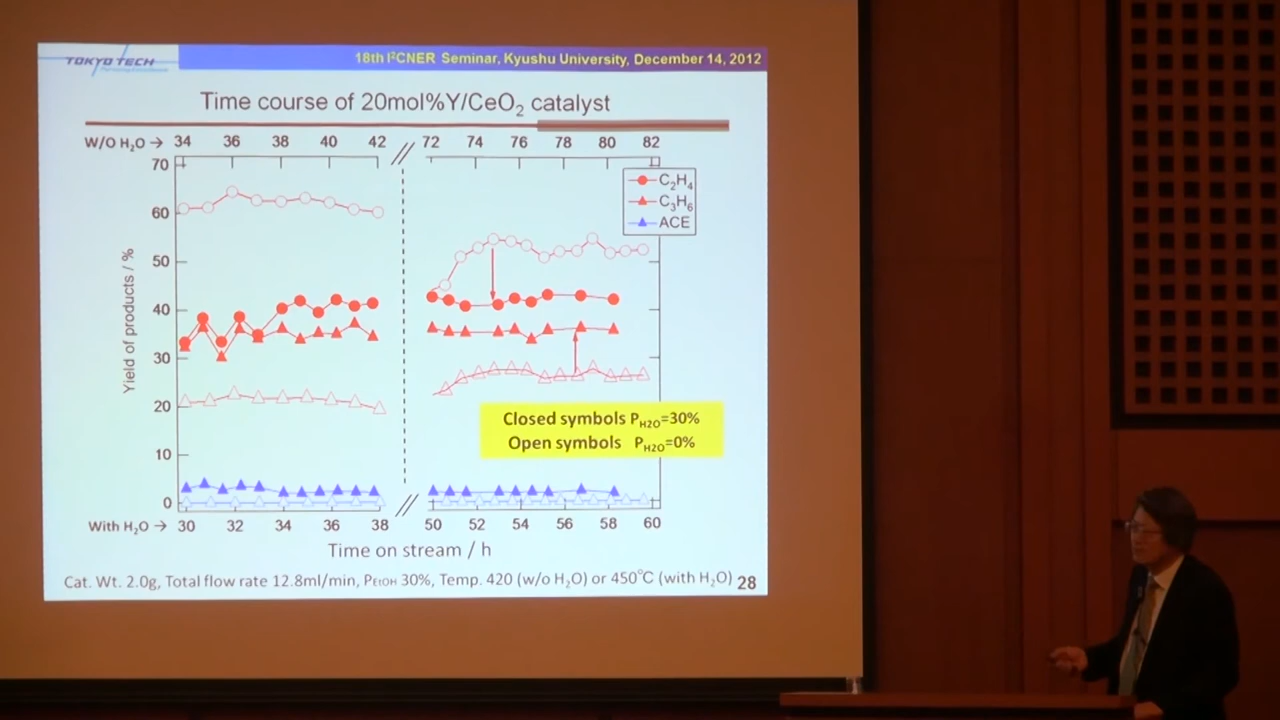 TOKYO TECH
18th I²CNER Seminar, Kyushu University, December 14, 2012
Time course of 20mol%Y/CeO₂ catalyst
W/O H₂O → 34 36 38 40 42 // 72 74 76 78 80 82
70
60
50
40
30
20
10
0
Yield of products / %
C₂H₄
C₃H₆
ACE
Closed symbols P_H2O=30%
Open symbols P_H2O=0%
With H₂O → 30 32 34 36 38 // 50 52 54 56 58 60
Time on stream / h
Cat. Wt. 2.0g, Total flow rate 12.8ml/min, PEtOH 30%, Temp. 420 (w/o H₂O) or 450℃ (with H₂O) 28